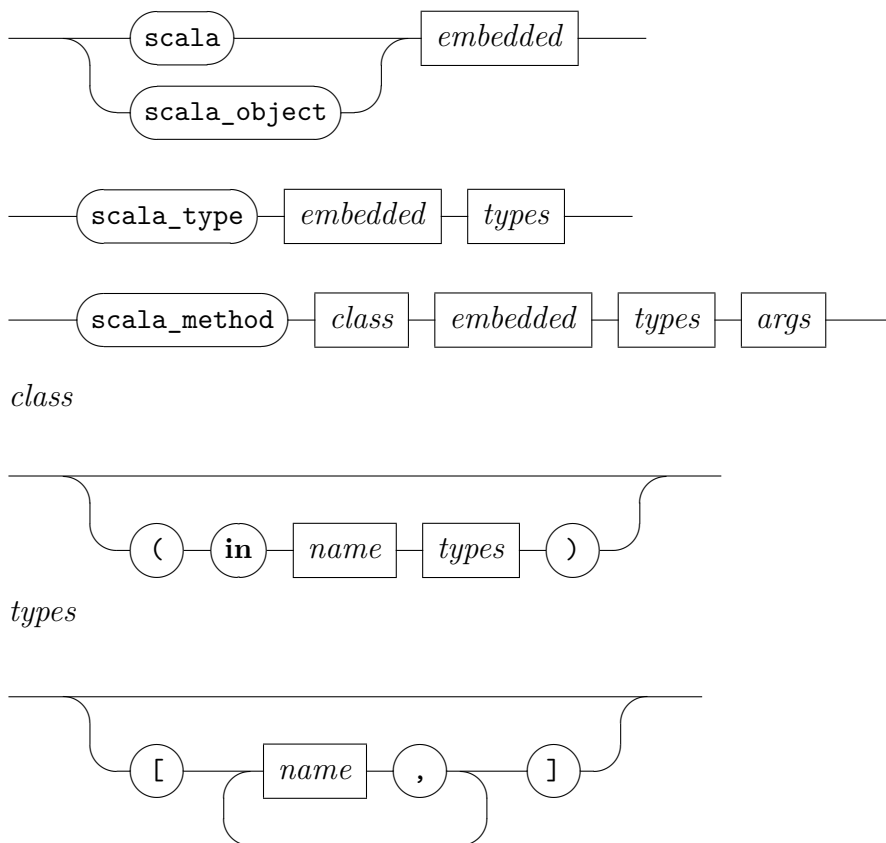 scala embedded
scala_object
scala_type embedded types
scala_method class embedded types args
class
( in name types )
types
[ name , ]